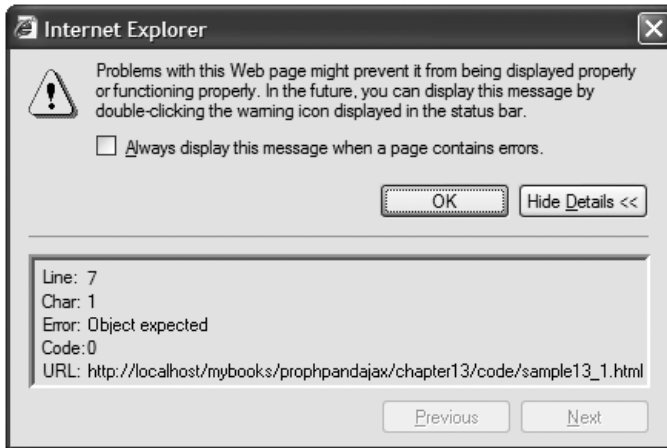 Internet Explorer
Problems with this Web page might prevent it from being displayed properly
or functioning properly. In the future, you can display this message by
double-clicking the warning icon displayed in the status bar.
Always display this message when a page contains errors.
OK
Hide Details <<
Line: 7
Char: 1
Error: Object expected
Code:0
URL: http://localhost/mybooks/prophpandajax/chapter13/code/sample13_1.html
Previous
Next